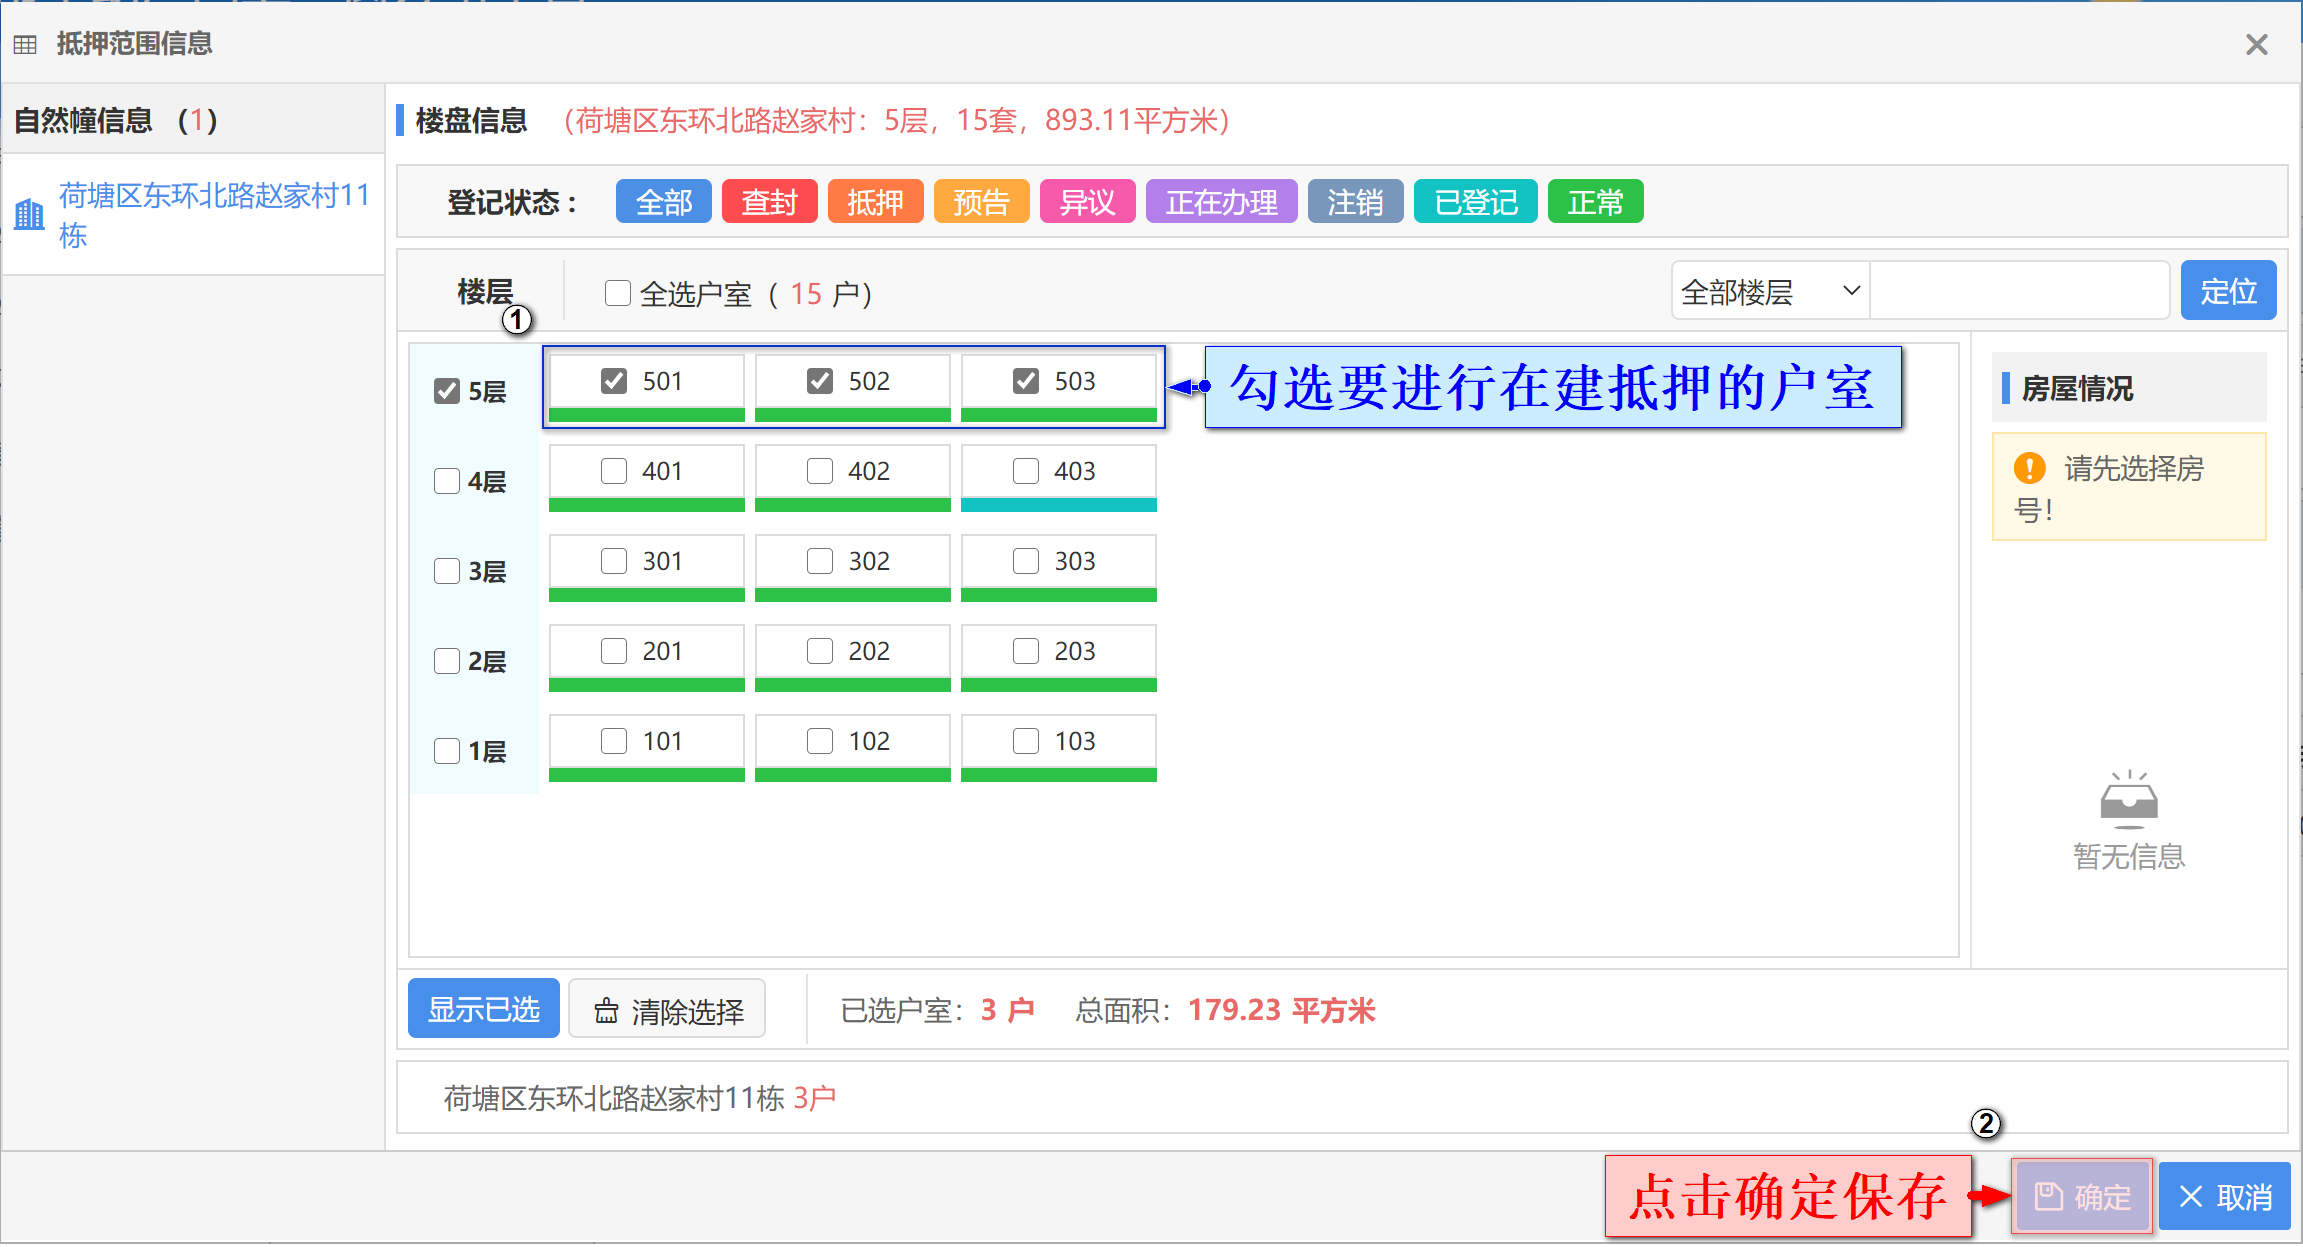 抵押范围信息
自然幢信息 (1)
荷塘区东环北路赵家村11
栋
楼盘信息 (荷塘区东环北路赵家村：5层，15套，893.11平方米)
登记状态：全部 查封 抵押 预告 异议 正在办理 注销 已登记 正常
楼层 全选户室 ( 15 户) 全部楼层 定位
①
5层 501 502 503
勾选要进行在建抵押的户室
4层 401 402 403
3层 301 302 303
2层 201 202 203
1层 101 102 103
房屋情况
请先选择房
号!
暂无信息
显示已选 清除选择 已选户室：3 户 总面积：179.23 平方米
荷塘区东环北路赵家村11栋 3户
②
点击确定保存 确定 取消